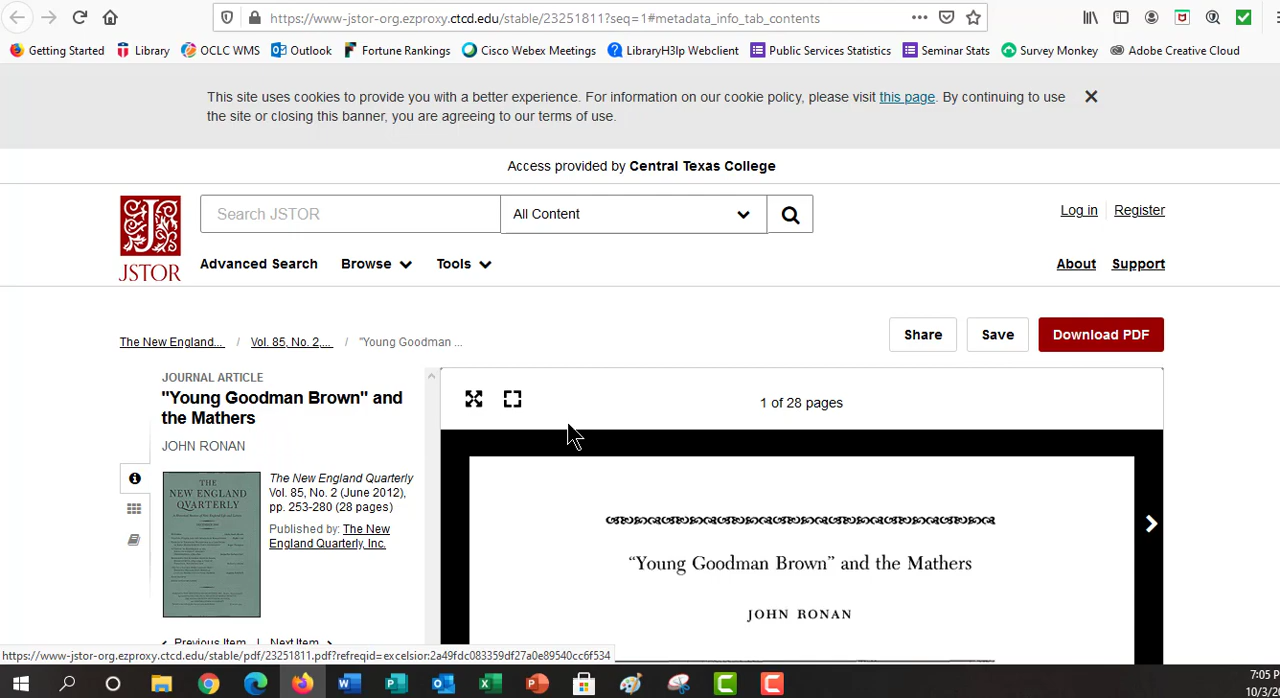 https://www-jstor-org.ezproxy.ctcd.edu/stable/23251811?seq=1#metadata_info_tab_contents
Getting Started Library OCLC WMS Outlook Fortune Rankings Cisco Webex Meetings LibraryH3lp Webclient Public Services Statistics Seminar Stats Survey Monkey Adobe Creative Cloud
This site uses cookies to provide you with a better experience. For information on our cookie policy, please visit this page. By continuing to use
the site or closing this banner, you are agreeing to our terms of use.
Access provided by Central Texas College
Search JSTOR All Content
Log in Register
JSTOR
Advanced Search Browse Tools
About Support
The New England... / Vol. 85, No. 2,... / "Young Goodman ...
Share Save Download PDF
JOURNAL ARTICLE
"Young Goodman Brown" and
the Mathers
JOHN RONAN
THE
NEW ENGLAND
QVARTERLY
The New England Quarterly
Vol. 85, No. 2 (June 2012),
pp. 253-280 (28 pages)
Published by: The New
England Quarterly, Inc.
Previous Item | Next Item
1 of 28 pages
"Young Goodman Brown" and the Mathers
JOHN RONAN
https://www-jstor-org.ezproxy.ctcd.edu/stable/pdf/23251811.pdf?refreqid=excelsior:2a49fdc083359df27a0e89540cc6f534
7:05 P
10/3/2